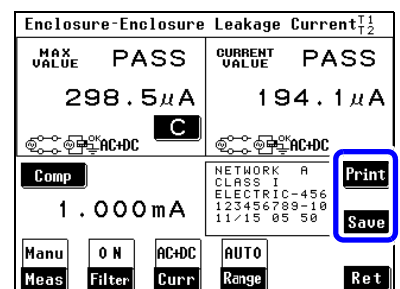 Enclosure-Enclosure Leakage Current T1 T2
MAX VALUE PASS
298.5μA
C
OK AC+DC
CURRENT VALUE PASS
194.1μA
OK AC+DC
Comp
1.000mA
NETWORK A
CLASS I
ELECTRIC-456
123456789-10
11/15 05 50
Print
Save
Manu ON AC+DC AUTO
Meas Filter Curr Range Ret